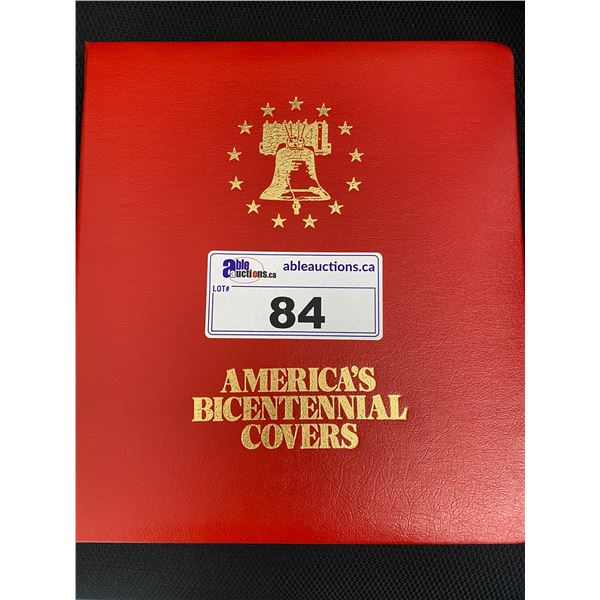 able
auctions.ca
ableauctions.ca
LOT#
84
AMERICA'S
BICENTENNIAL
COVERS